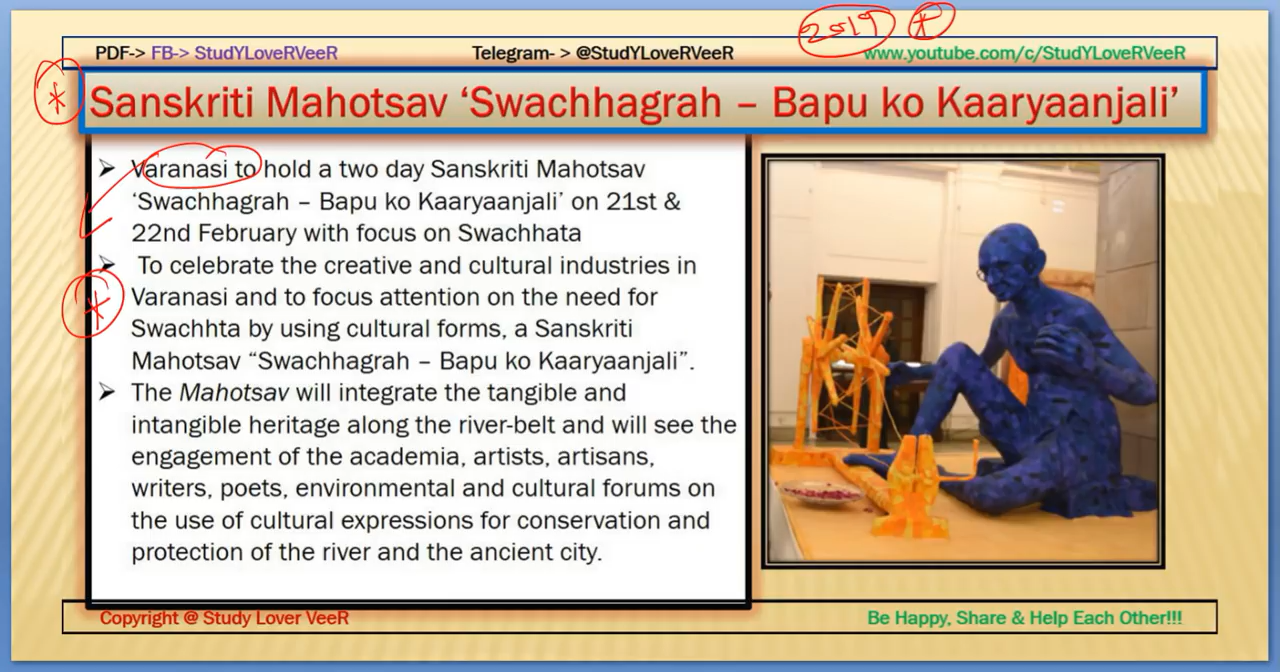 2019
PDF-> FB-> StudYLoveRVeeR Telegram- > @StudYLoveRVeeR www.youtube.com/c/StudYLoveRVeeR
Sanskriti Mahotsav ‘Swachhagrah – Bapu ko Kaaryaanjali’
➢ Varanasi to hold a two day Sanskriti Mahotsav
‘Swachhagrah – Bapu ko Kaaryaanjali’ on 21st &
22nd February with focus on Swachhata
➢ To celebrate the creative and cultural industries in
Varanasi and to focus attention on the need for
Swachhta by using cultural forms, a Sanskriti
Mahotsav “Swachhagrah – Bapu ko Kaaryaanjali”.
➢ The Mahotsav will integrate the tangible and
intangible heritage along the river-belt and will see the
engagement of the academia, artists, artisans,
writers, poets, environmental and cultural forums on
the use of cultural expressions for conservation and
protection of the river and the ancient city.
Copyright @ Study Lover VeeR Be Happy, Share & Help Each Other!!!